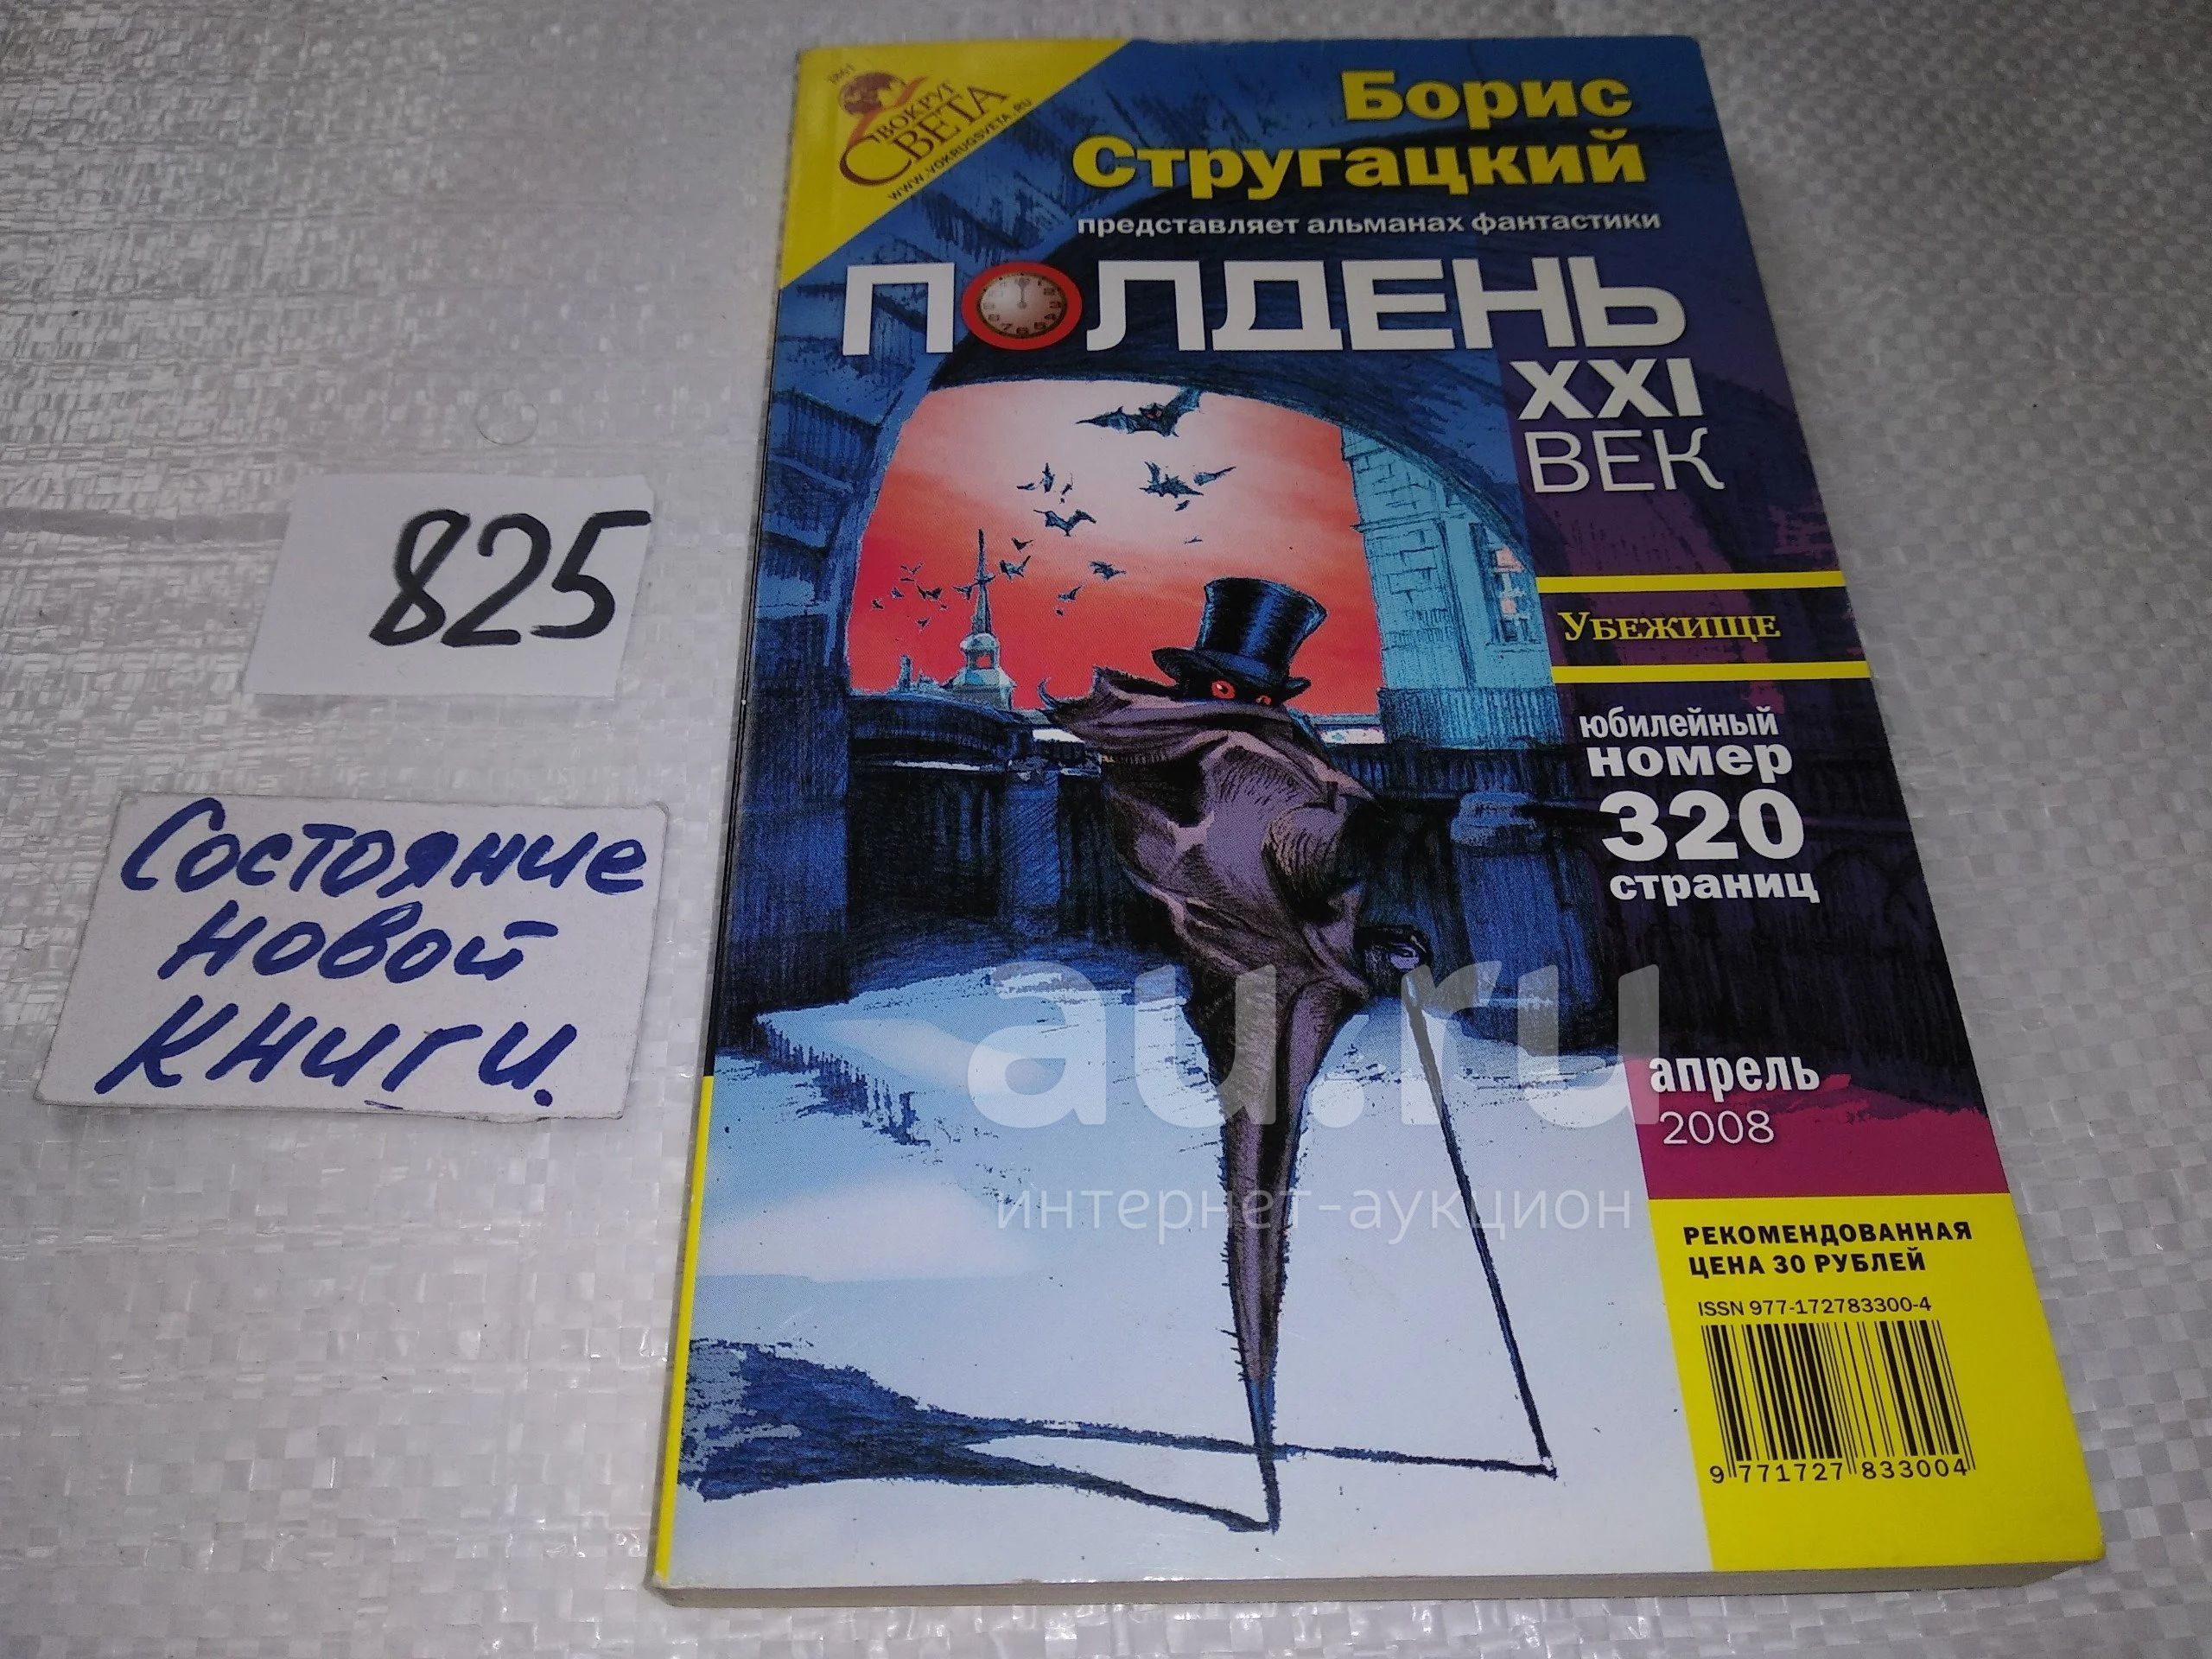 1861
ВОКРУГ
СВЕТА
WWW.VOKRUGSVETA.RU
Борис
Стругацкий
представляет альманах фантастики
ПОЛДЕНЬ
XXI
ВЕК
УБЕЖИЩЕ
юбилейный
номер
320
страниц
апрель
2008
РЕКОМЕНДОВАННАЯ
ЦЕНА 30 РУБЛЕЙ
ISSN 977-172783300-4
9 771727 833004
825
Состояние
новой
книги.
au.ru
интернет-аукцион